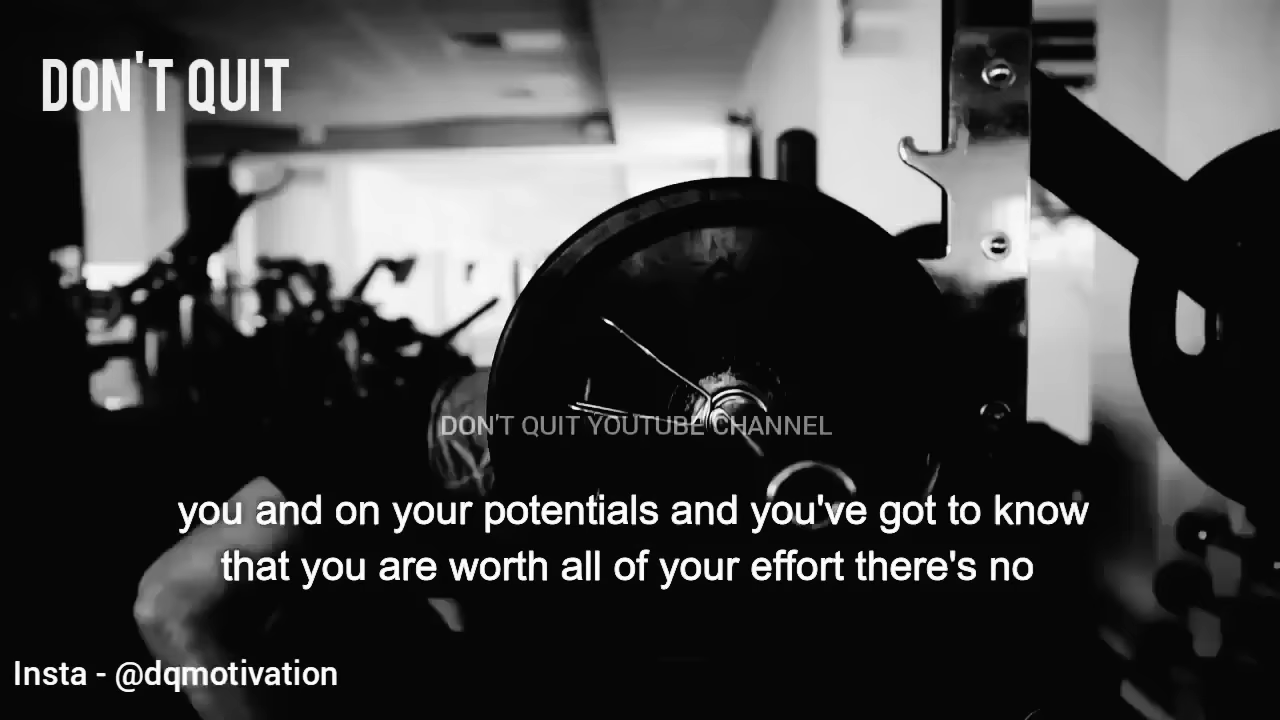 DON'T QUIT
DON'T QUIT YOUTUBE CHANNEL
you and on your potentials and you've got to know
that you are worth all of your effort there's no
Insta - @dqmotivation